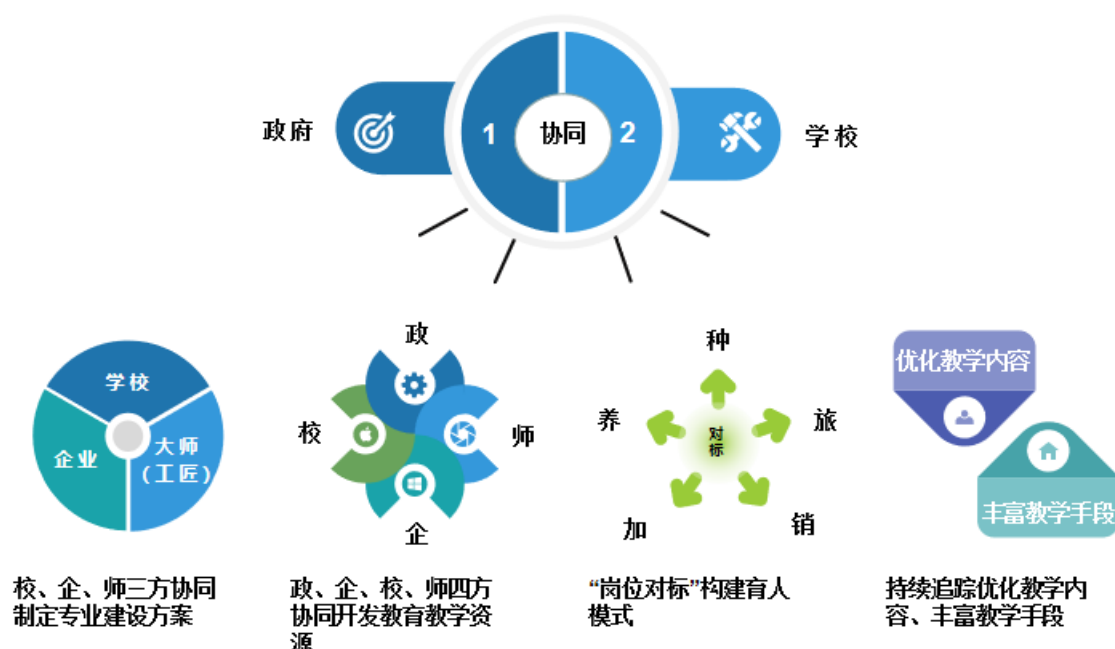 政府
1
协同
2
学校
学校
企业
大师
(工匠)
校、企、师三方协同
制定专业建设方案
政
校
师
企
政、企、校、师四方
协同开发教育教学资
源
种
养
对
标
旅
加
销
“岗位对标”构建育人
模式
优化教学内容
丰富教学手段
持续追踪优化教学内
容、丰富教学手段